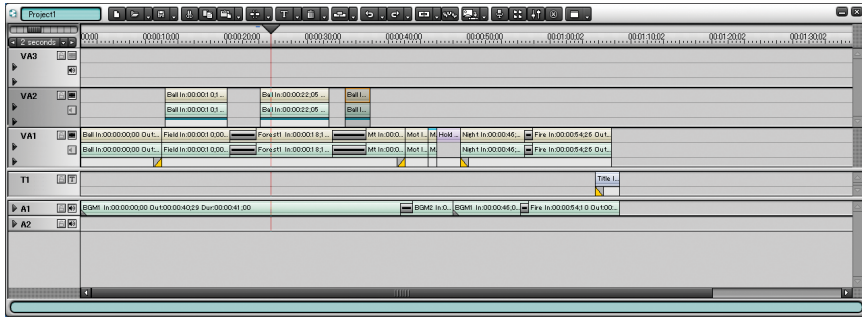 Project1
2 seconds
00:00 00:00:10;00 00:00:20;00 00:00:30;00 00:00:40;00 00:00:50;00 00:01:00;02 00:01:10;02 00:01:20;02 00:01:30;02
VA3
VA2
Ball In:00:00:10;1... Ball In:00:00:22;05 ... Ball I...
Ball In:00:00:10;1... Ball In:00:00:22;05 ... Ball I...
VA1
Ball In:00:00:00;00 Out:... Field In:00:00:10;00... Forest1 In:00:00:18;1... Mt In:00:0... Mot I... M. Hold ... Night In:00:00:46;... Fire In:00:00:54;26 Out...
Ball In:00:00:00;00 Out:... Field In:00:00:10;00... Forest1 In:00:00:18;1... Mt In:00:0... Mot I... M. Night In:00:00:46;... Fire In:00:00:54;26 Out...
T1
Title I...
A1
BGM1 In:00:00:00;00 Out:00:00:40;29 Dur:00:00:41;00 BGM2 In:0... BGM1 In:00:00:45;0... Fire In:00:00:54;10 Out:00:...
A2